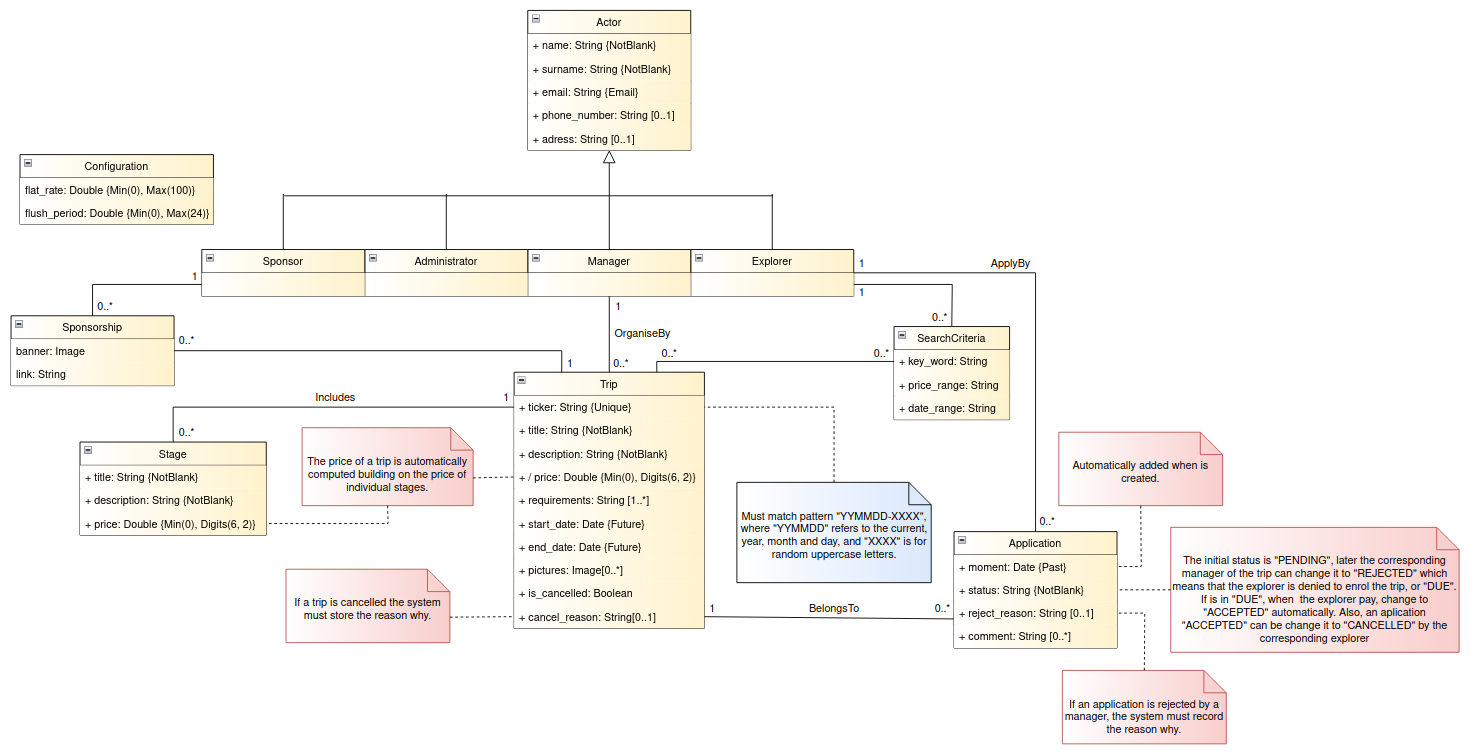 Actor
+ name: String {NotBlank}
+ surname: String {NotBlank}
+ email: String {Email}
+ phone_number: String [0..1]
+ adress: String [0..1]
Configuration
flat_rate: Double {Min(0), Max(100)}
flush_period: Double {Min(0), Max(24)}
Sponsor
Administrator
Manager
Explorer
1
ApplyBy
1
1
1
0..*
0..*
OrganiseBy
0..*
Sponsorship
banner: Image
link: String
0..*
1
0..*
0..*
0..*
SearchCriteria
+ key_word: String
+ price_range: String
+ date_range: String
Includes
1
0..*
Trip
+ ticker: String {Unique}
+ title: String {NotBlank}
+ description: String {NotBlank}
+ / price: Double {Min(0), Digits(6, 2)}
+ requirements: String [1..*]
+ start_date: Date {Future}
+ end_date: Date {Future}
+ pictures: Image[0..*]
+ is_cancelled: Boolean
+ cancel_reason: String[0..1]
Stage
+ title: String {NotBlank}
+ description: String {NotBlank}
+ price: Double {Min(0), Digits(6, 2)}
The price of a trip is automatically
computed building on the price of
individual stages.
If a trip is cancelled the system
must store the reason why.
Must match pattern "YYMMDD-XXXX",
where "YYMMDD" refers to the current,
year, month and day, and "XXXX" is for
random uppercase letters.
Automatically added when is
created.
0..*
Application
+ moment: Date {Past}
+ status: String {NotBlank}
+ reject_reason: String [0..1]
+ comment: String [0..*]
1
BelongsTo
0..*
The initial status is "PENDING", later the corresponding
manager of the trip can change it to "REJECTED" which
means that the explorer is denied to enrol the trip, or "DUE".
If is in "DUE", when the explorer pay, change to
"ACCEPTED" automatically. Also, an aplication
"ACCEPTED" can be change it to "CANCELLED" by the
corresponding explorer
If an application is rejected by a
manager, the system must record
the reason why.